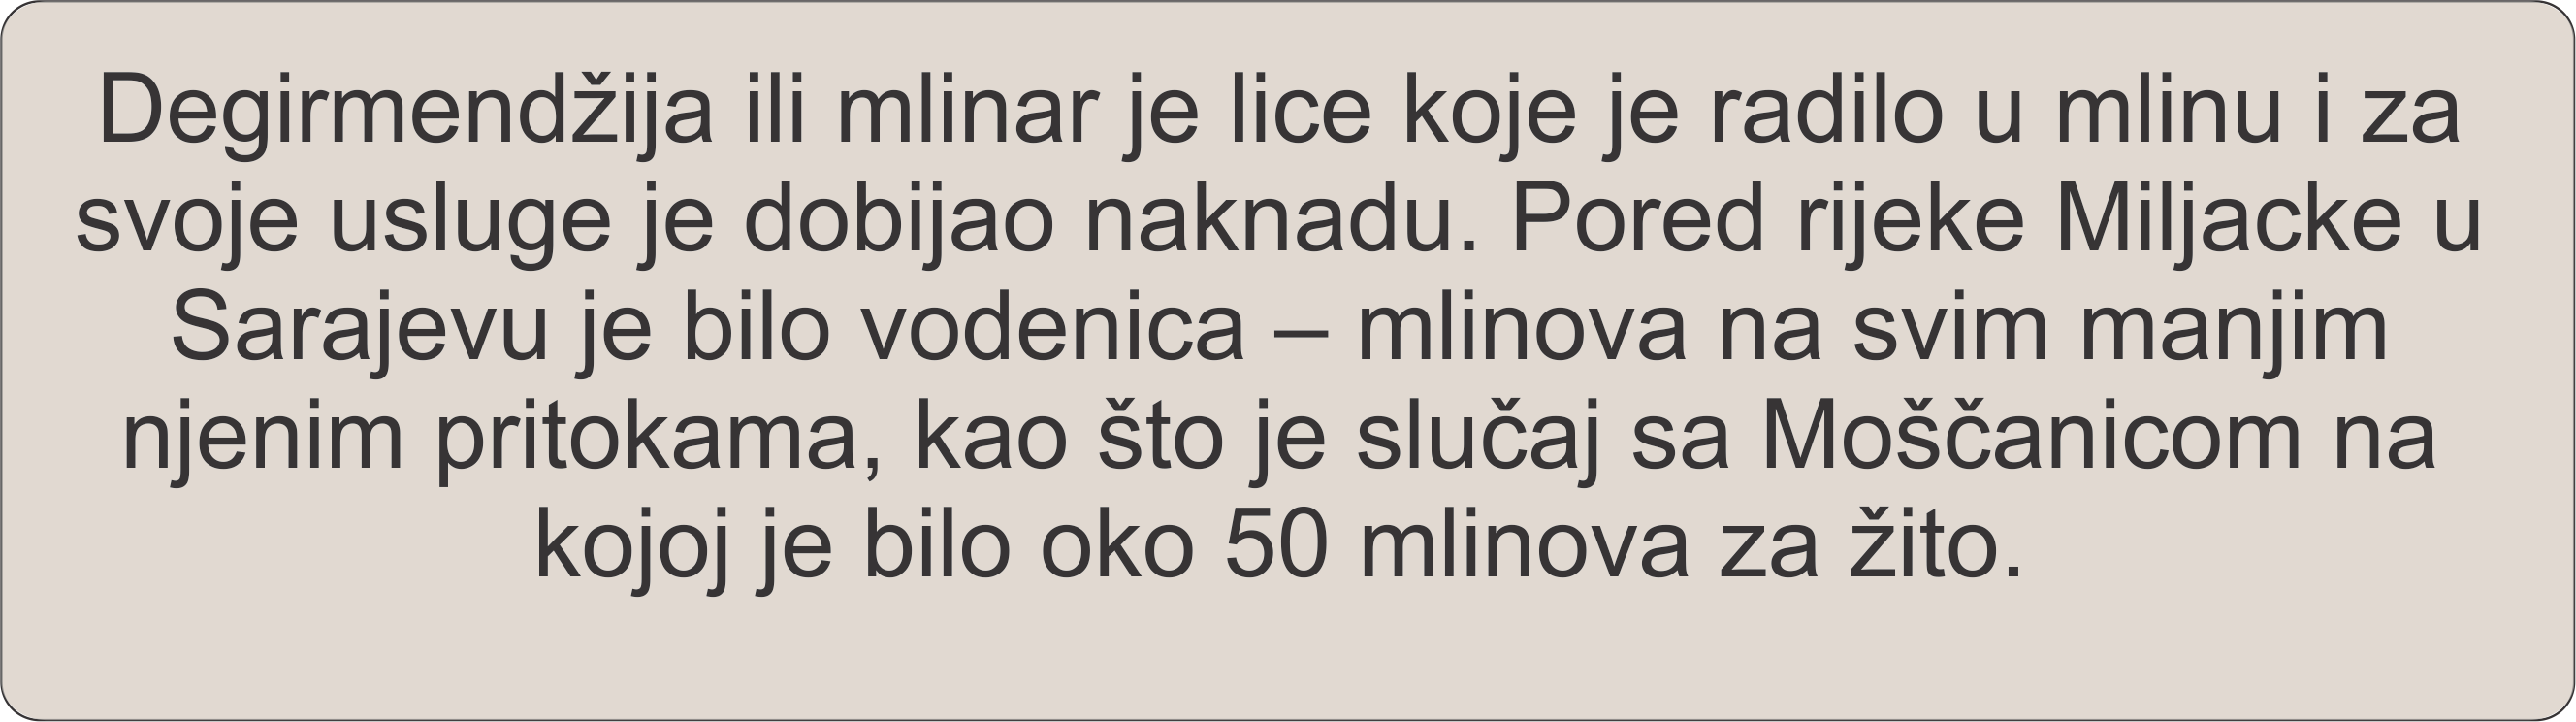 Degirmendžija ili mlinar je lice koje je radilo u mlinu i za
svoje usluge je dobijao naknadu. Pored rijeke Miljacke u
Sarajevu je bilo vodenica – mlinova na svim manjim
njenim pritokama, kao što je slučaj sa Moščanicom na
kojoj je bilo oko 50 mlinova za žito.